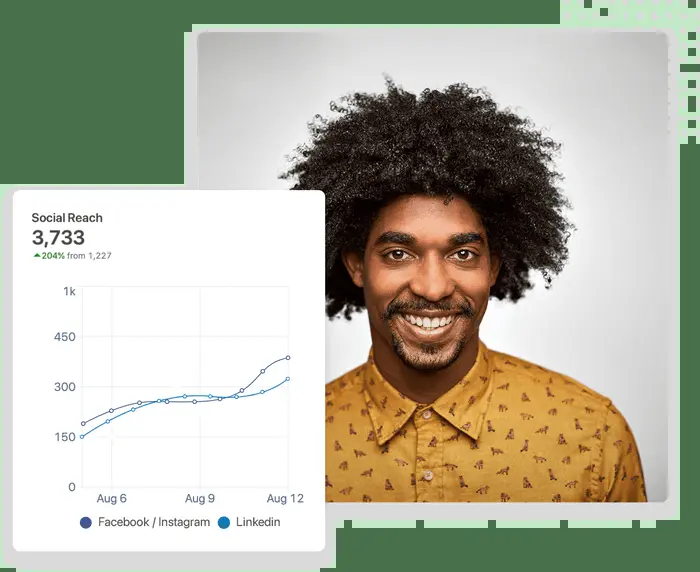 Social Reach
3,733
204% from 1,227
1k
450
300
150
0
Aug 6 Aug 9 Aug 12
Facebook / Instagram Linkedin